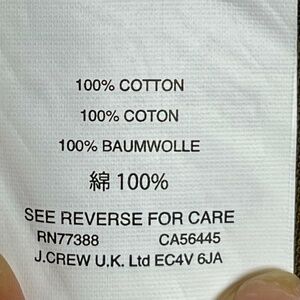 100% COTTON
100% COTON
100% BAUMWOLLE
綿 100%
SEE REVERSE FOR CARE
RN77388 CA56445
J.CREW U.K. Ltd EC4V 6JA